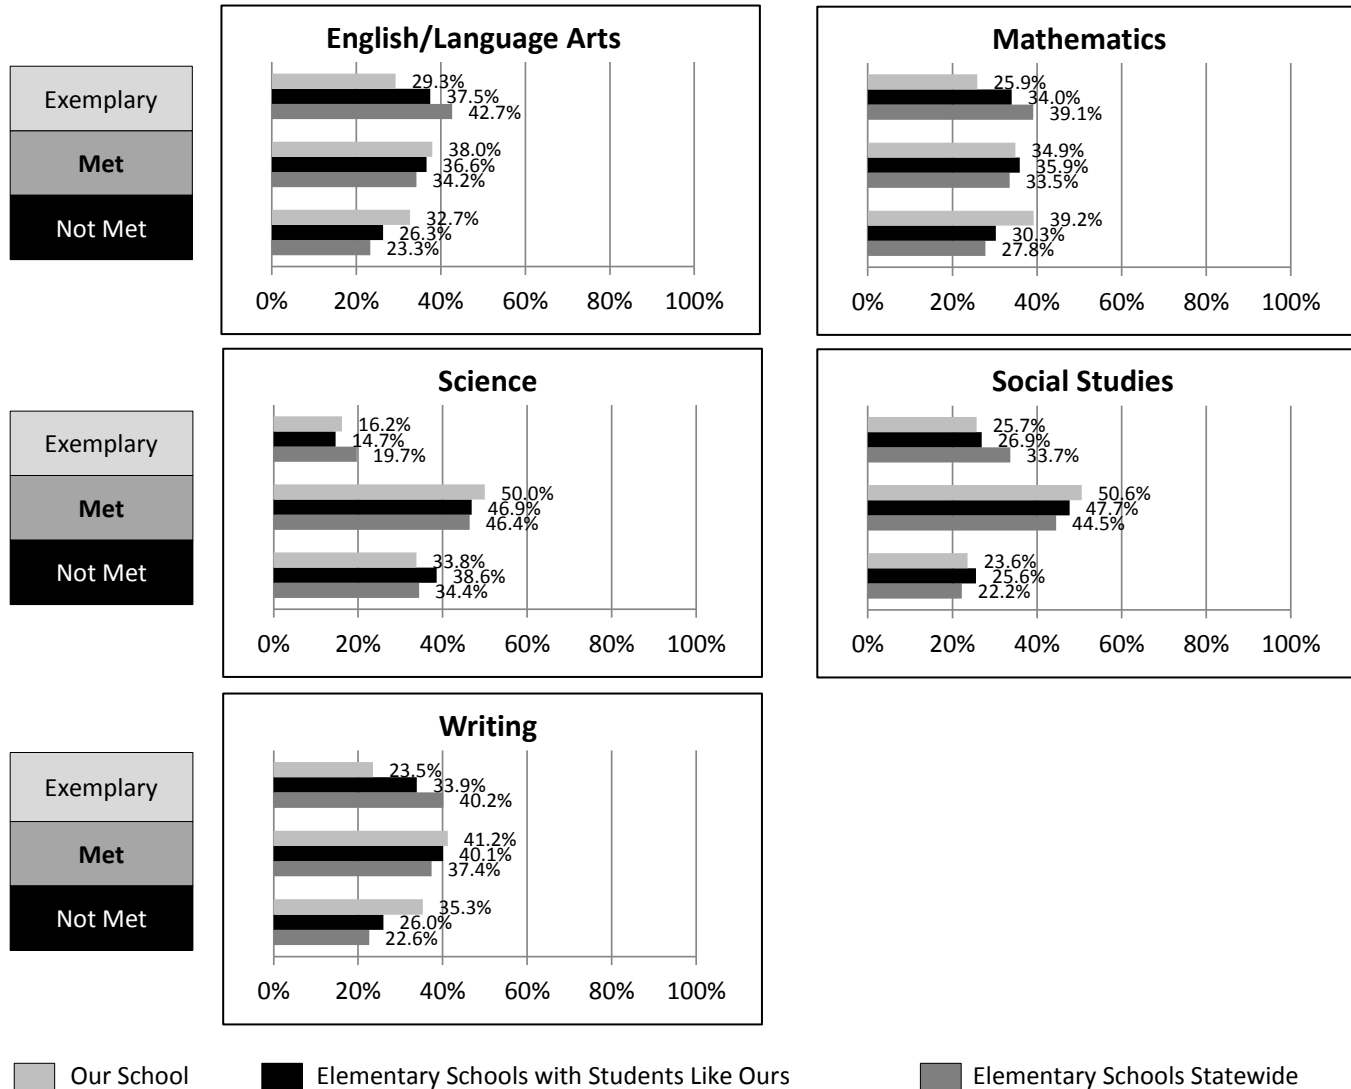 English/Language Arts
Exemplary
Met
Not Met
29.3%
37.5%
42.7%
38.0%
36.6%
34.2%
32.7%
26.3%
23.3%
0% 20% 40% 60% 80% 100%
Mathematics
25.9%
34.0%
39.1%
34.9%
35.9%
33.5%
39.2%
30.3%
27.8%
0% 20% 40% 60% 80% 100%
Science
Exemplary
Met
Not Met
16.2%
14.7%
19.7%
50.0%
46.9%
46.4%
33.8%
38.6%
34.4%
0% 20% 40% 60% 80% 100%
Social Studies
25.7%
26.9%
33.7%
50.6%
47.7%
44.5%
23.6%
25.6%
22.2%
0% 20% 40% 60% 80% 100%
Writing
Exemplary
Met
Not Met
23.5%
33.9%
40.2%
41.2%
40.1%
37.4%
35.3%
26.0%
22.6%
0% 20% 40% 60% 80% 100%
Our School Elementary Schools with Students Like Ours Elementary Schools Statewide